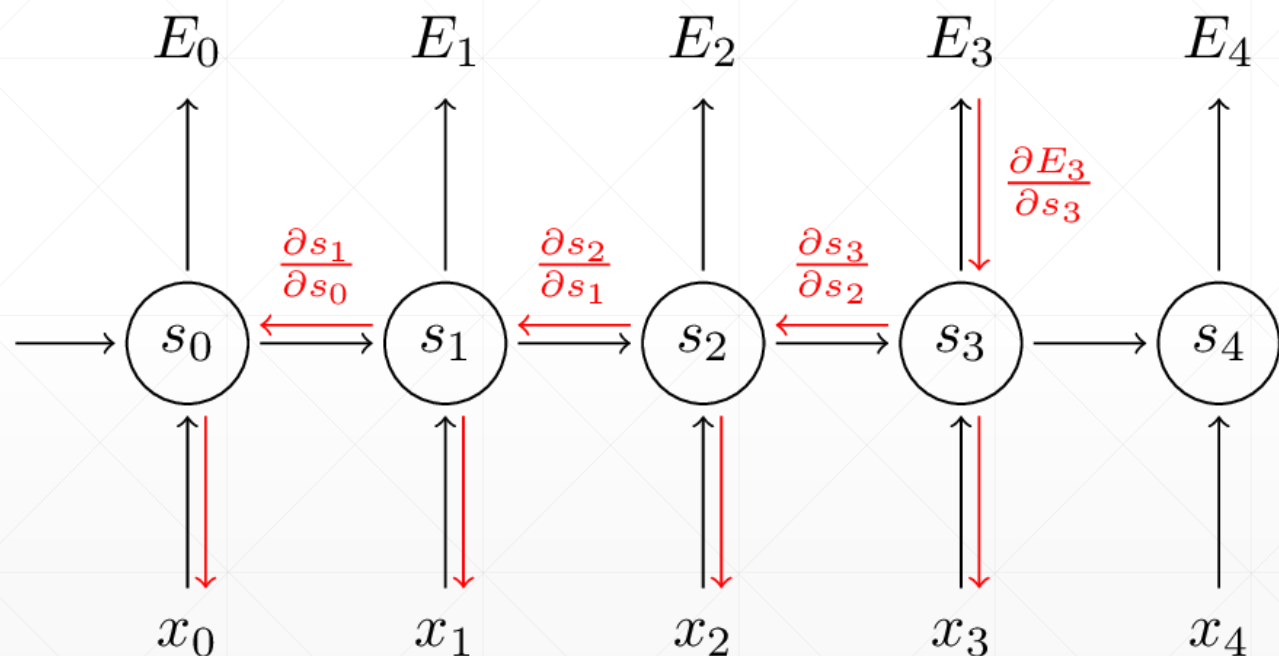 E₀ E₁ E₂ E₃ E₄
∂E₃/∂s₃
∂s₁/∂s₀ ∂s₂/∂s₁ ∂s₃/∂s₂
s₀ s₁ s₂ s₃ s₄
x₀ x₁ x₂ x₃ x₄